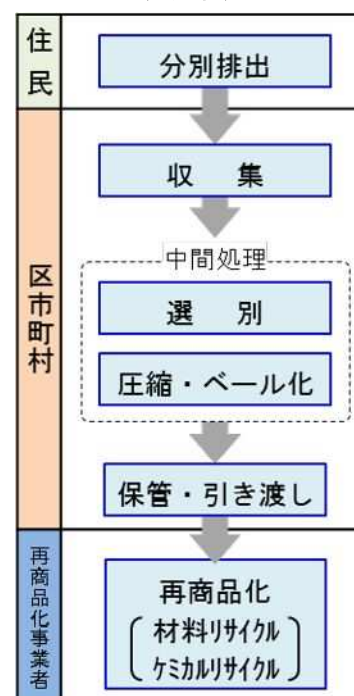 住民
分別排出
区市町村
収　集
中間処理
選　別
圧縮・ベール化
保管・引き渡し
再商品化事業者
再商品化
材料ﾘｻｲｸﾙ
ｹﾐｶﾙﾘｻｲｸﾙ